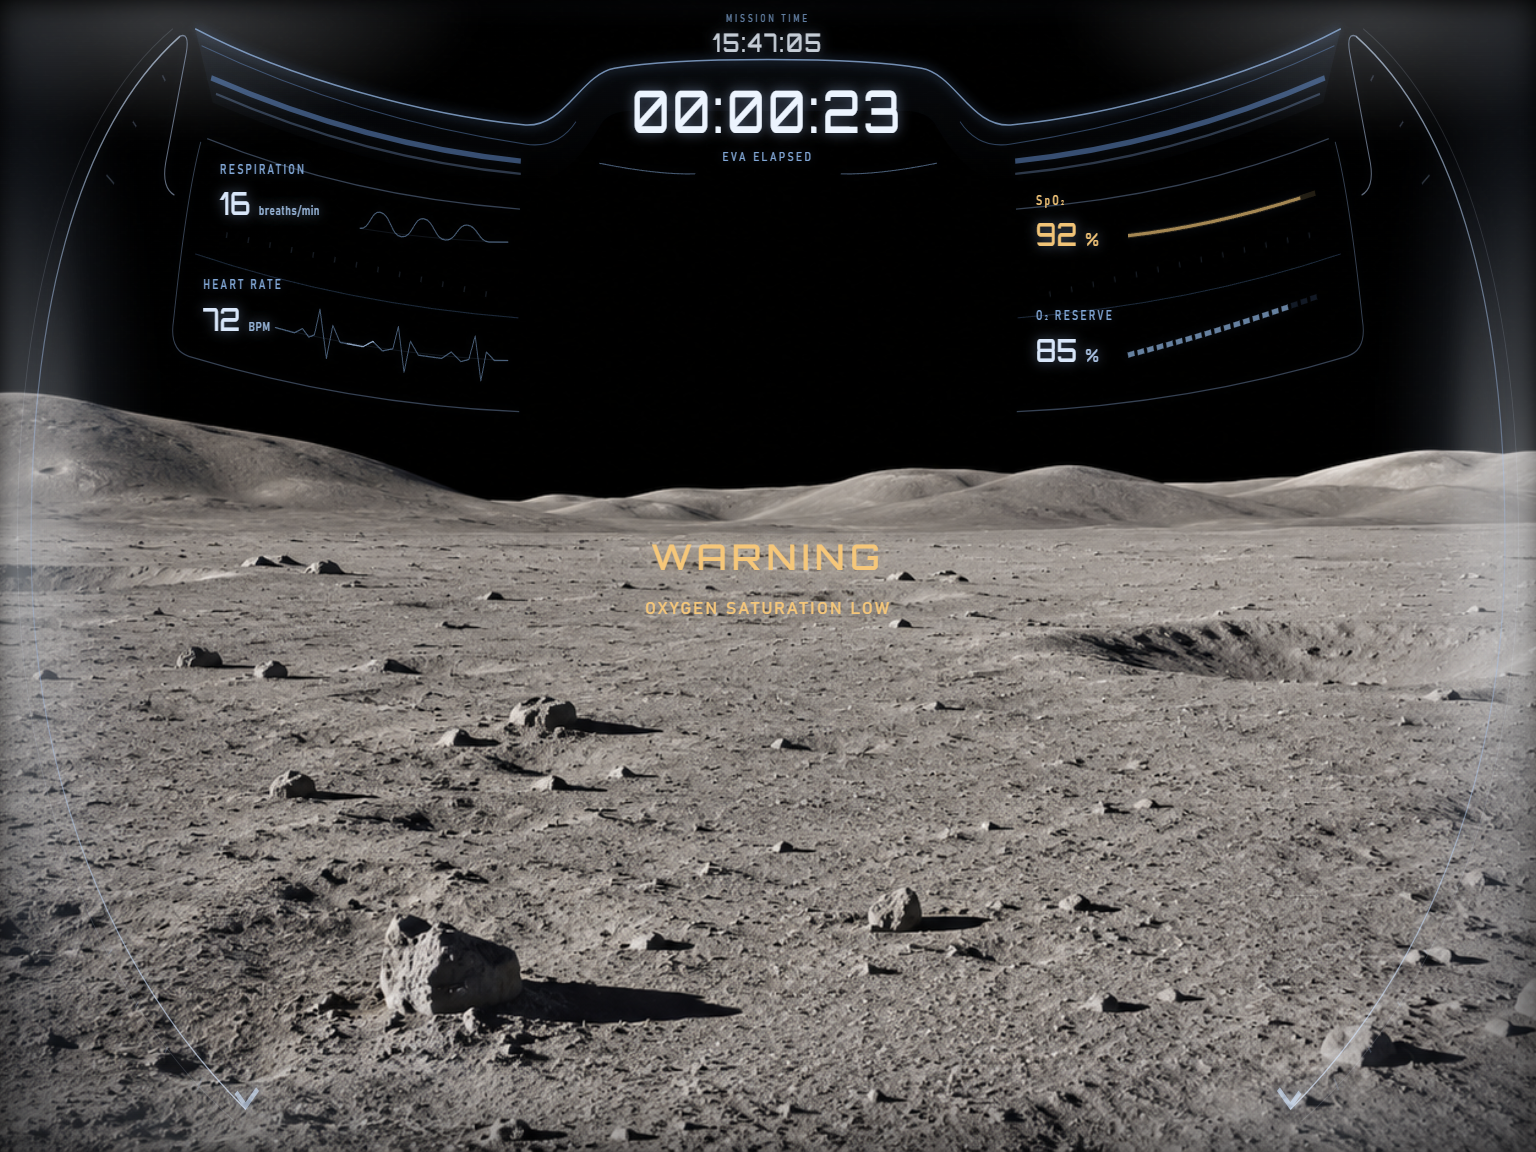 MISSION TIME
15:47:05
00:00:23
EVA ELAPSED
RESPIRATION
16 breaths/min
HEART RATE
72 BPM
SpO₂
92 %
O₂ RESERVE
85 %
WARNING
OXYGEN SATURATION LOW